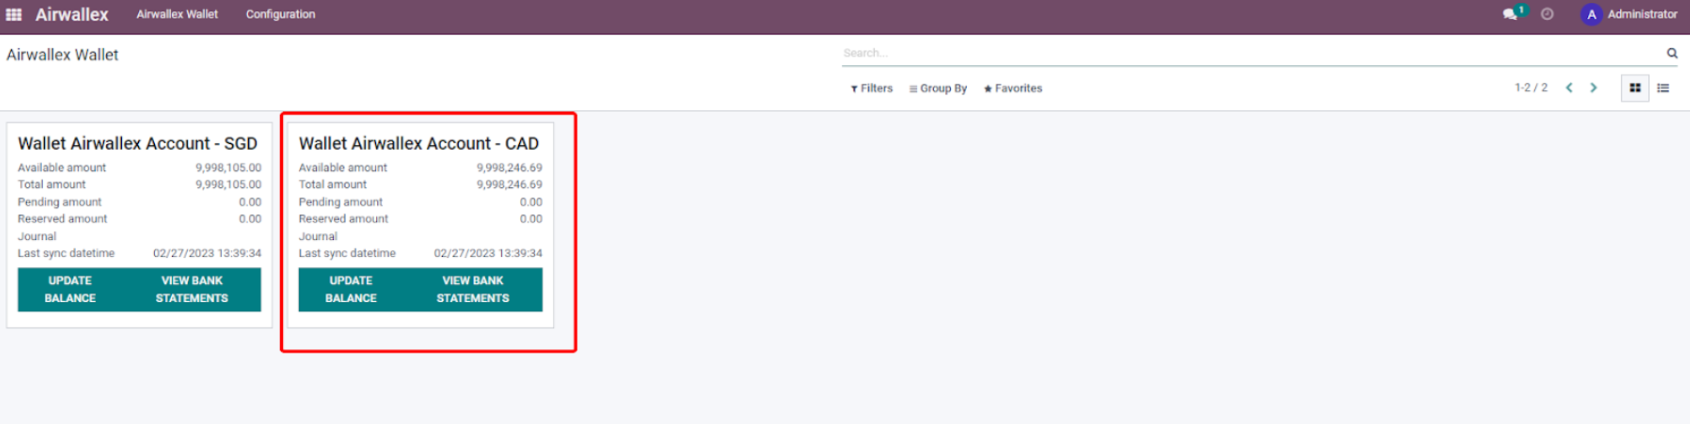 Airwallex Airwallex Wallet Configuration 1 A Administrator
Airwallex Wallet Search...
Filters Group By Favorites 1-2 / 2
Wallet Airwallex Account - SGD
Available amount 9,998,105.00
Total amount 9,998,105.00
Pending amount 0.00
Reserved amount 0.00
Journal
Last sync datetime 02/27/2023 13:39:34
UPDATE BALANCE
VIEW BANK STATEMENTS
Wallet Airwallex Account - CAD
Available amount 9,998,246.69
Total amount 9,998,246.69
Pending amount 0.00
Reserved amount 0.00
Journal
Last sync datetime 02/27/2023 13:39:34
UPDATE BALANCE
VIEW BANK STATEMENTS